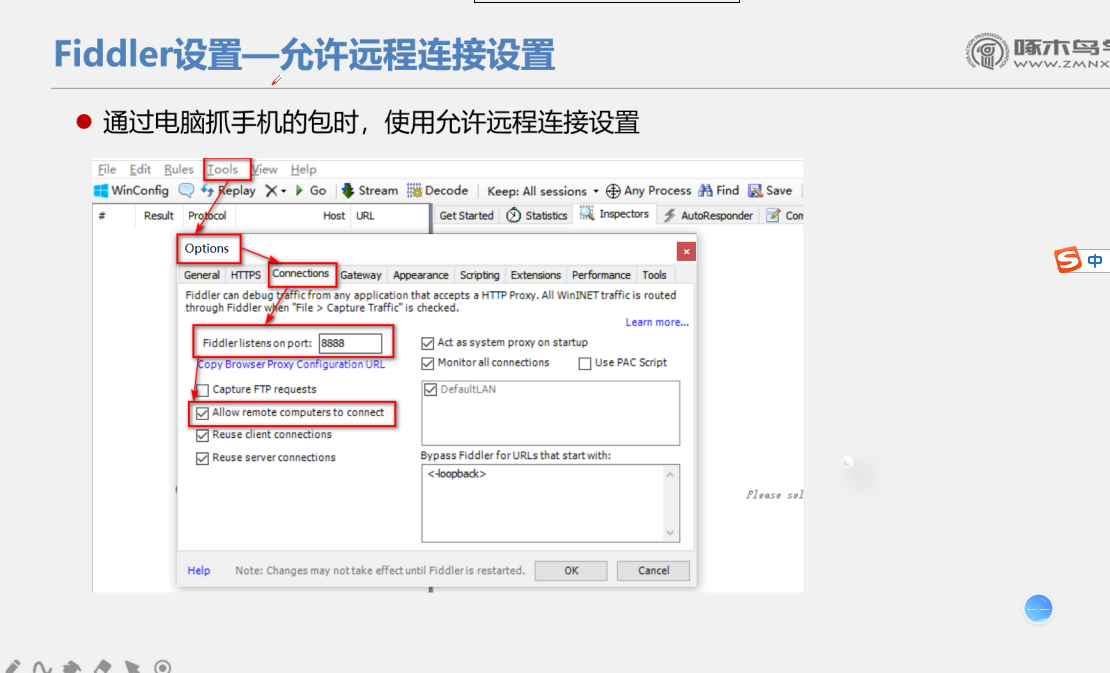 Fiddler设置—允许远程连接设置
啄木鸟学
WWW.ZMNX
● 通过电脑抓手机的包时，使用允许远程连接设置
File Edit Rules Tools View Help
WinConfig Replay Go Stream Decode Keep: All sessions Any Process Find Save
# Result Protocol Host URL Get Started Statistics Inspectors AutoResponder Com
Options
General HTTPS Connections Gateway Appearance Scripting Extensions Performance Tools
Fiddler can debug traffic from any application that accepts a HTTP Proxy. All WinINET traffic is routed
through Fiddler when "File > Capture Traffic" is checked.
Learn more...
Fiddler listens on port: 8888
Copy Browser Proxy Configuration URL
Capture FTP requests
Allow remote computers to connect
Reuse client connections
Reuse server connections
Act as system proxy on startup
Monitor all connections Use PAC Script
DefaultLAN
Bypass Fiddler for URLs that start with:
<-loopback>
Please sel
Help Note: Changes may not take effect until Fiddler is restarted. OK Cancel
中